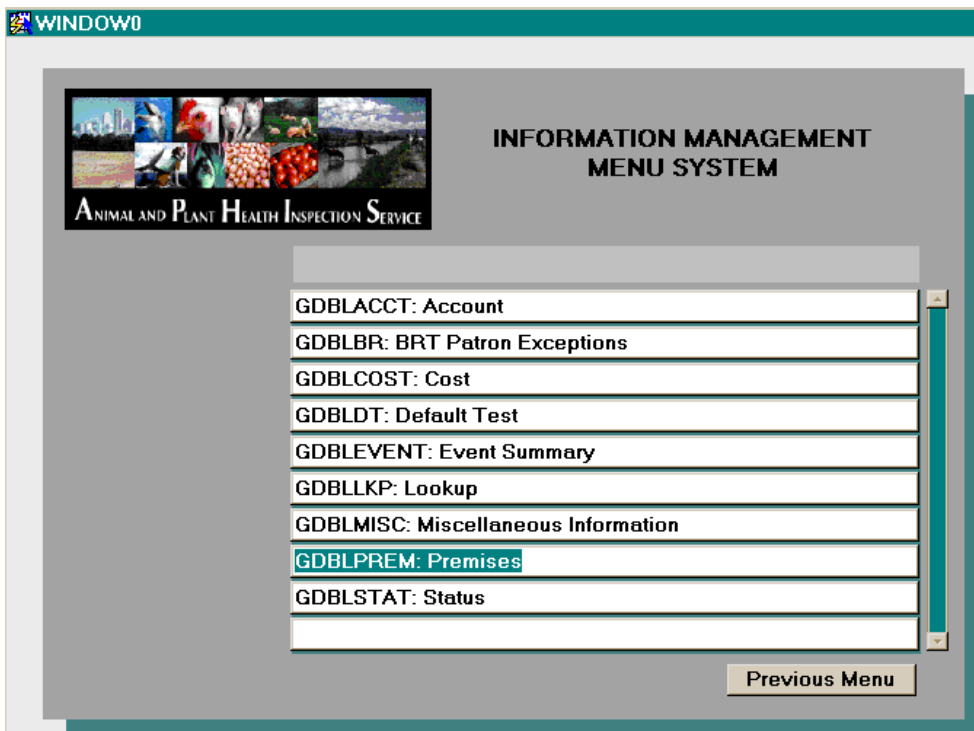 WINDOW0
INFORMATION MANAGEMENT
MENU SYSTEM
ANIMAL AND PLANT HEALTH INSPECTION SERVICE
GDBLACCT: Account
GDBLBR: BRT Patron Exceptions
GDBLCOST: Cost
GDBLDT: Default Test
GDBLEVENT: Event Summary
GDBLLKP: Lookup
GDBLMISC: Miscellaneous Information
GDBLPREM: Premises
GDBLSTAT: Status
Previous Menu